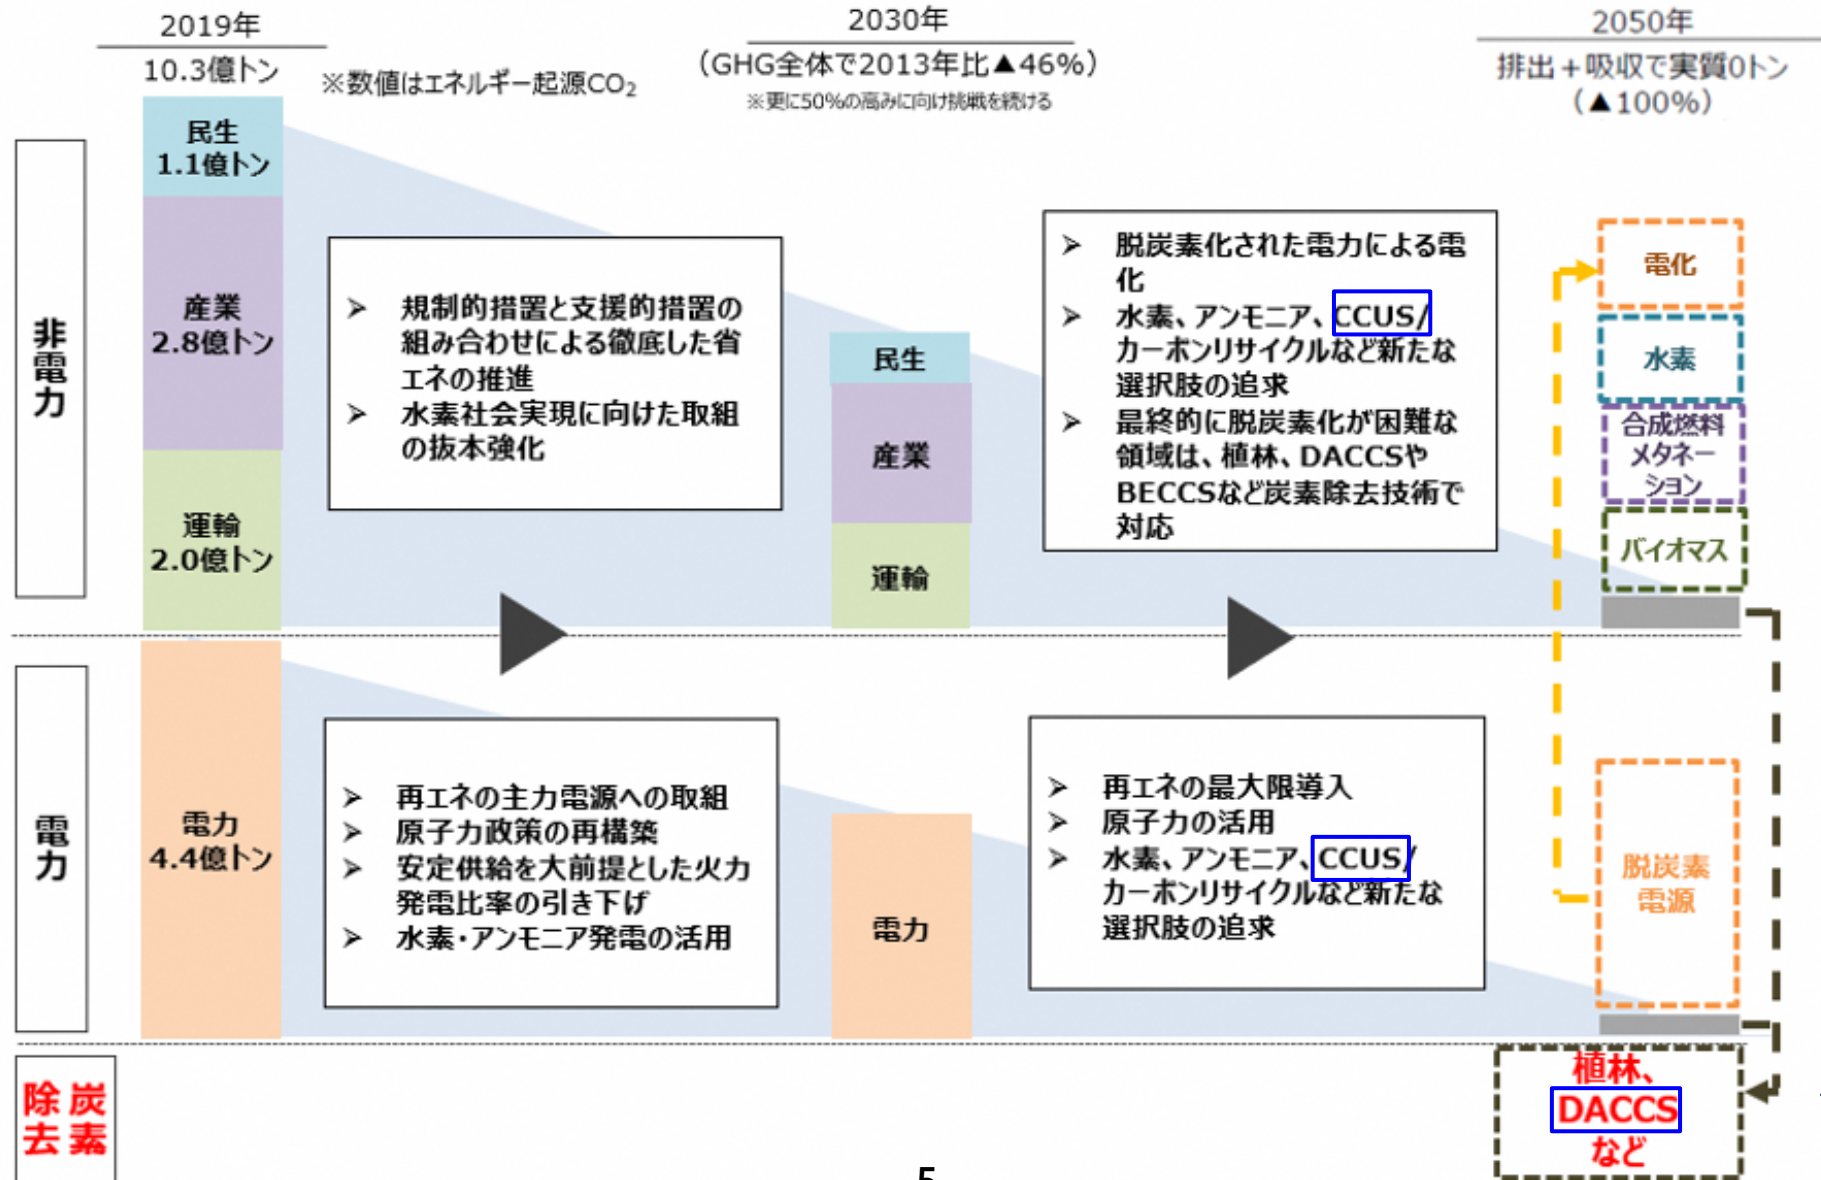 2019年
10.3億トン
※数値はエネルギー起源CO₂
2030年
(GHG全体で2013年比▲46%)
※更に50%の高みに向け挑戦を続ける
2050年
排出+吸収で実質0トン
(▲100%)
非電力
民生
1.1億トン
産業
2.8億トン
運輸
2.0億トン
➢ 規制的措置と支援的措置の
組み合わせによる徹底した省
エネの推進
➢ 水素社会実現に向けた取組
の抜本強化
民生
産業
運輸
➢ 脱炭素化された電力による電
化
➢ 水素、アンモニア、CCUS/
カーボンリサイクルなど新たな
選択肢の追求
➢ 最終的に脱炭素化が困難な
領域は、植林、DACCSや
BECCSなど炭素除去技術で
対応
電化
水素
合成燃料
メタネー
ション
バイオマス
電力
電力
4.4億トン
➢ 再エネの主力電源への取組
➢ 原子力政策の再構築
➢ 安定供給を大前提とした火力
発電比率の引き下げ
➢ 水素・アンモニア発電の活用
電力
➢ 再エネの最大限導入
➢ 原子力の活用
➢ 水素、アンモニア、CCUS/
カーボンリサイクルなど新たな
選択肢の追求
脱炭素
電源
炭素
除去
植林、
DACCS
など
5